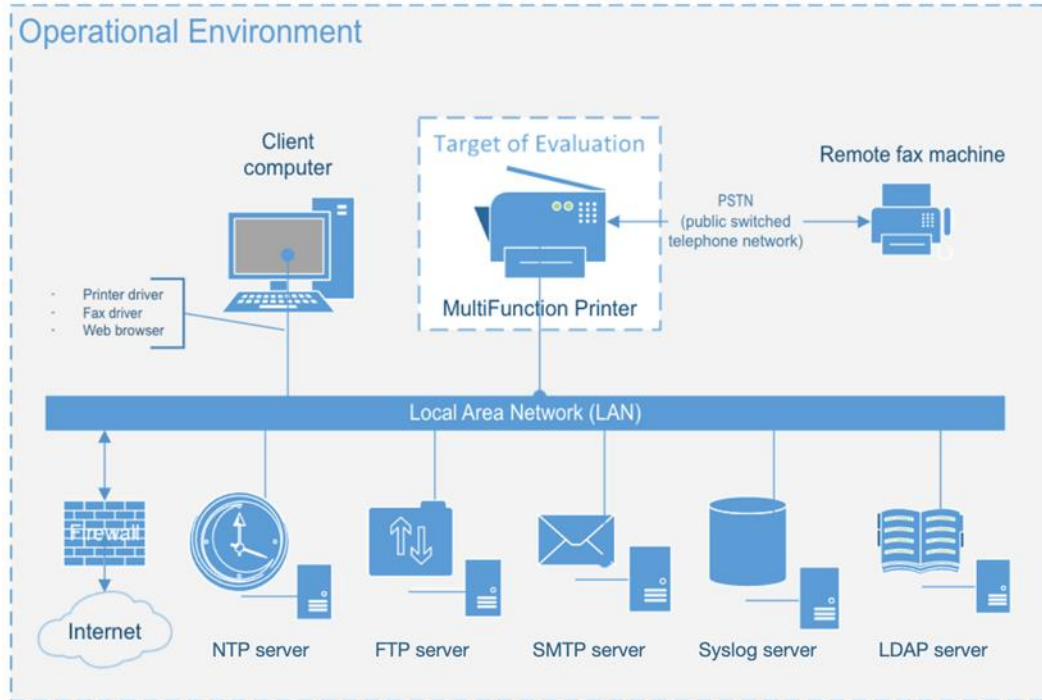 Operational Environment
Client
computer
Target of Evaluation
Remote fax machine
PSTN
(public switched
telephone network)
- Printer driver
- Fax driver
- Web browser
MultiFunction Printer
Local Area Network (LAN)
Firewall
Internet
NTP server
FTP server
SMTP server
Syslog server
LDAP server